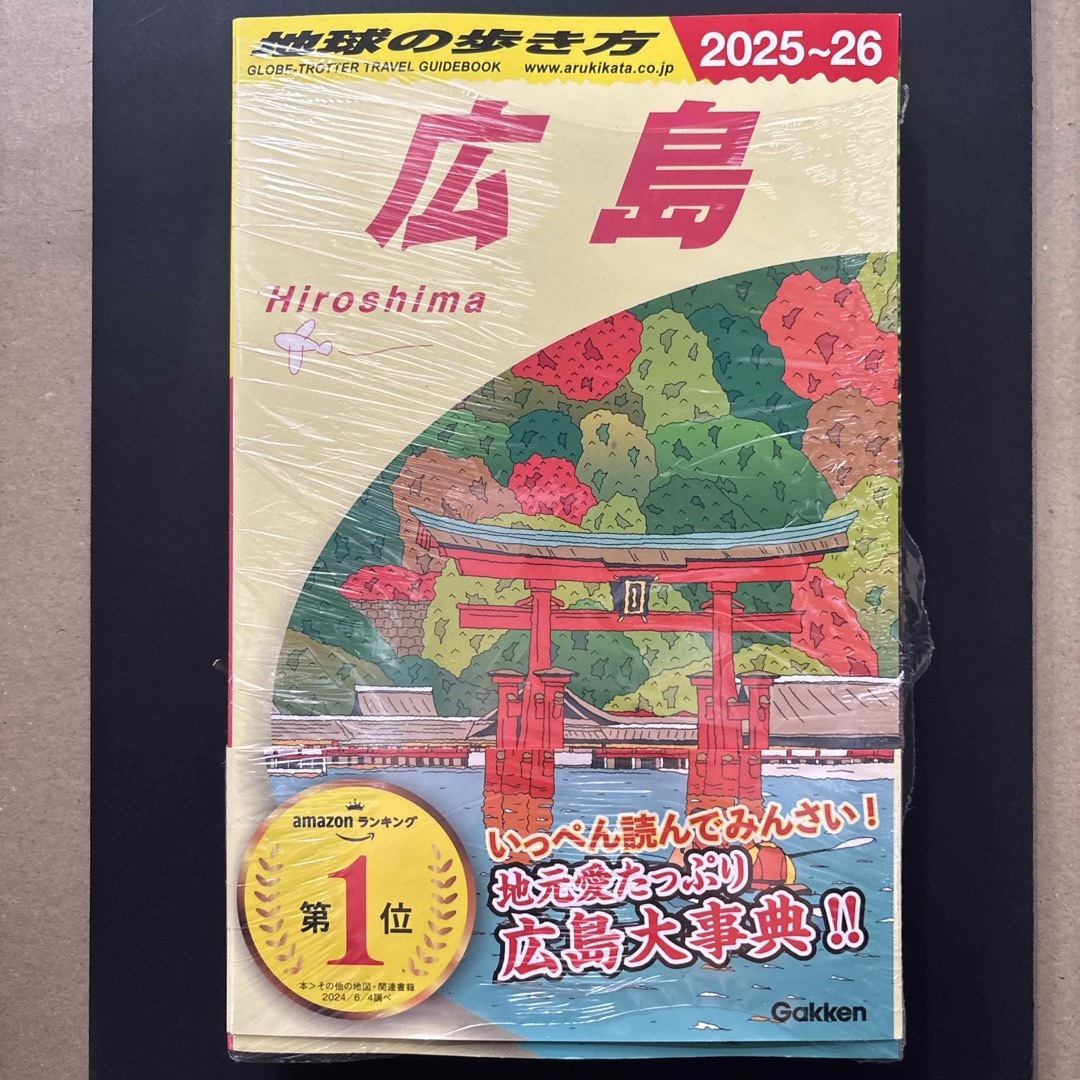 地球の歩き方
2025~26
GLOBE-TROTTER TRAVEL GUIDEBOOK www.arukikata.co.jp
広島
Hiroshima
amazon ランキング
第1位
本>その他の地図・関連書籍
2024/6/4調べ
いっぺん読んでみんさい!
地元愛たっぷり
広島大事典!!
Gakken